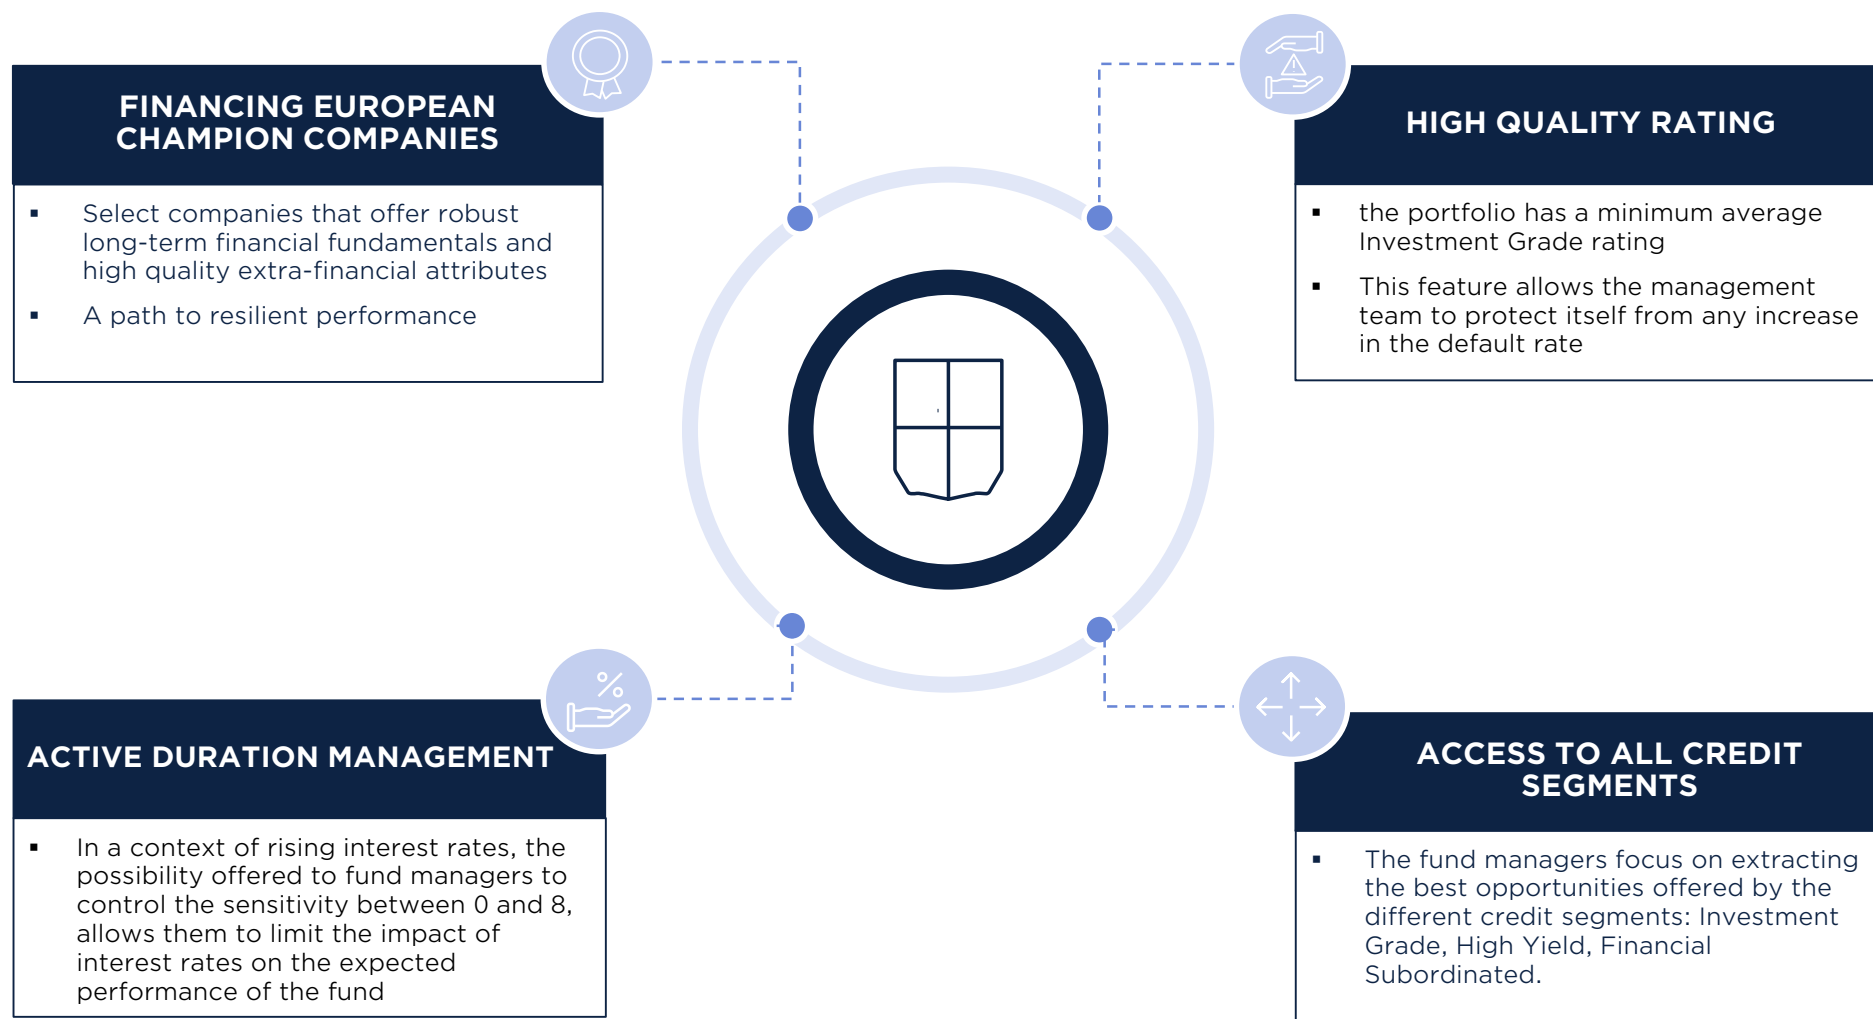 FINANCING EUROPEAN
CHAMPION COMPANIES
▪ Select companies that offer robust
long-term financial fundamentals and
high quality extra-financial attributes
▪ A path to resilient performance
HIGH QUALITY RATING
▪ the portfolio has a minimum average
Investment Grade rating
▪ This feature allows the management
team to protect itself from any increase
in the default rate
ACTIVE DURATION MANAGEMENT
▪ In a context of rising interest rates, the
possibility offered to fund managers to
control the sensitivity between 0 and 8,
allows them to limit the impact of
interest rates on the expected
performance of the fund
ACCESS TO ALL CREDIT
SEGMENTS
▪ The fund managers focus on extracting
the best opportunities offered by the
different credit segments: Investment
Grade, High Yield, Financial
Subordinated.
%